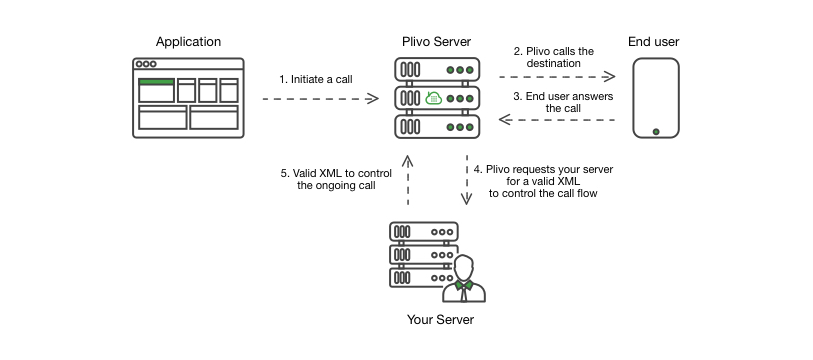 Application
Plivo Server
End user
1. Initiate a call
2. Plivo calls the
destination
3. End user answers
the call
5. Valid XML to control
the ongoing call
4. Plivo requests your server
for a valid XML
to control the call flow
Your Server